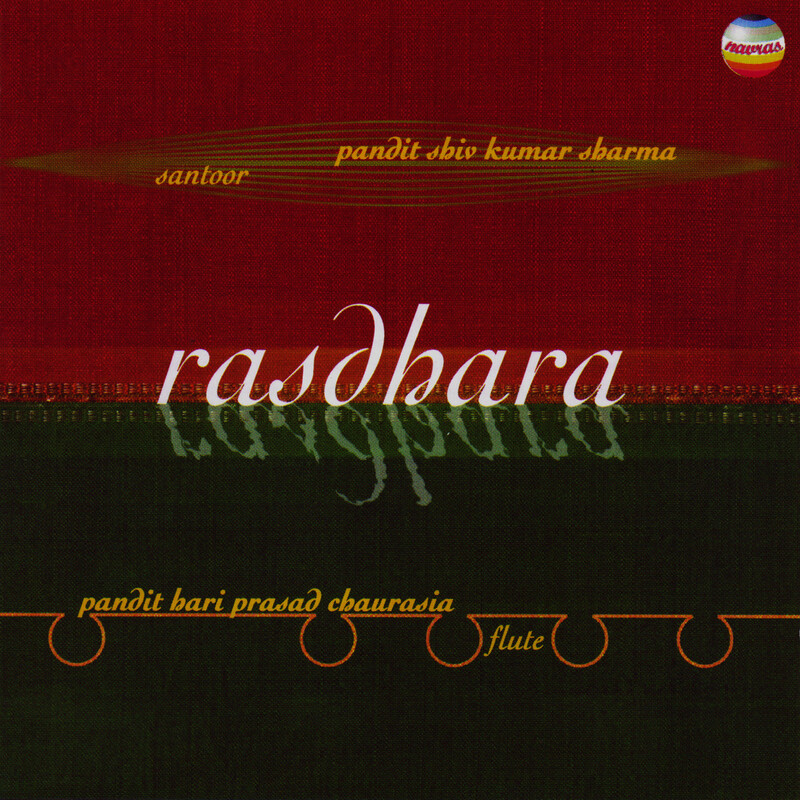 navras
pandit shiv kumar sharma
santoor
rasdhara
pandit hari prasad chaurasia
flute